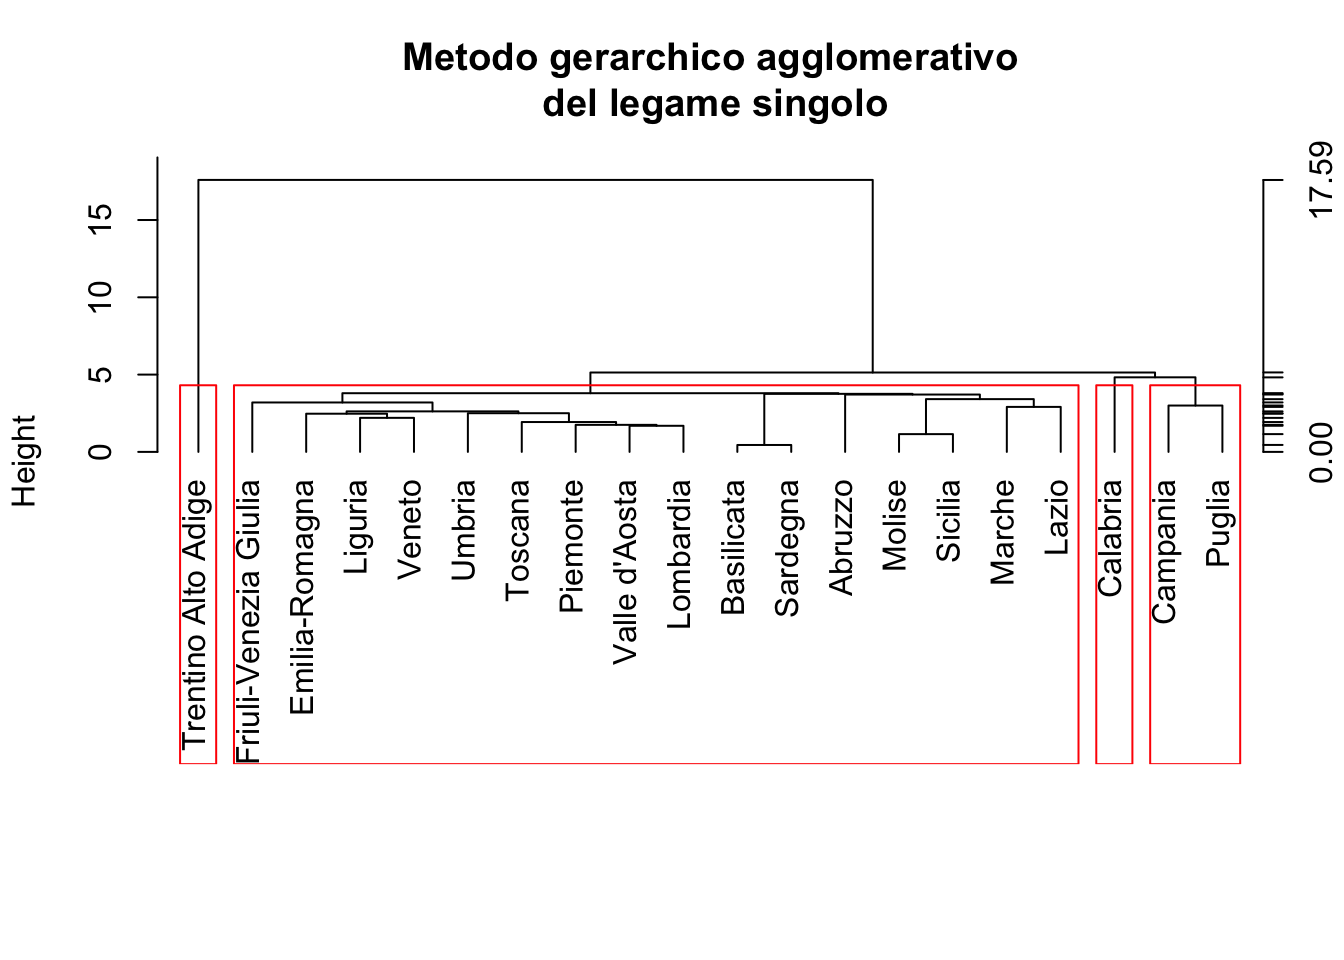 Metodo gerarchico agglomerativo
del legame singolo
Height
0
5
10
15
17.59
0.00
Trentino Alto Adige
Friuli-Venezia Giulia
Emilia-Romagna
Liguria
Veneto
Umbria
Toscana
Piemonte
Valle d'Aosta
Lombardia
Basilicata
Sardegna
Abruzzo
Molise
Sicilia
Marche
Lazio
Calabria
Campania
Puglia